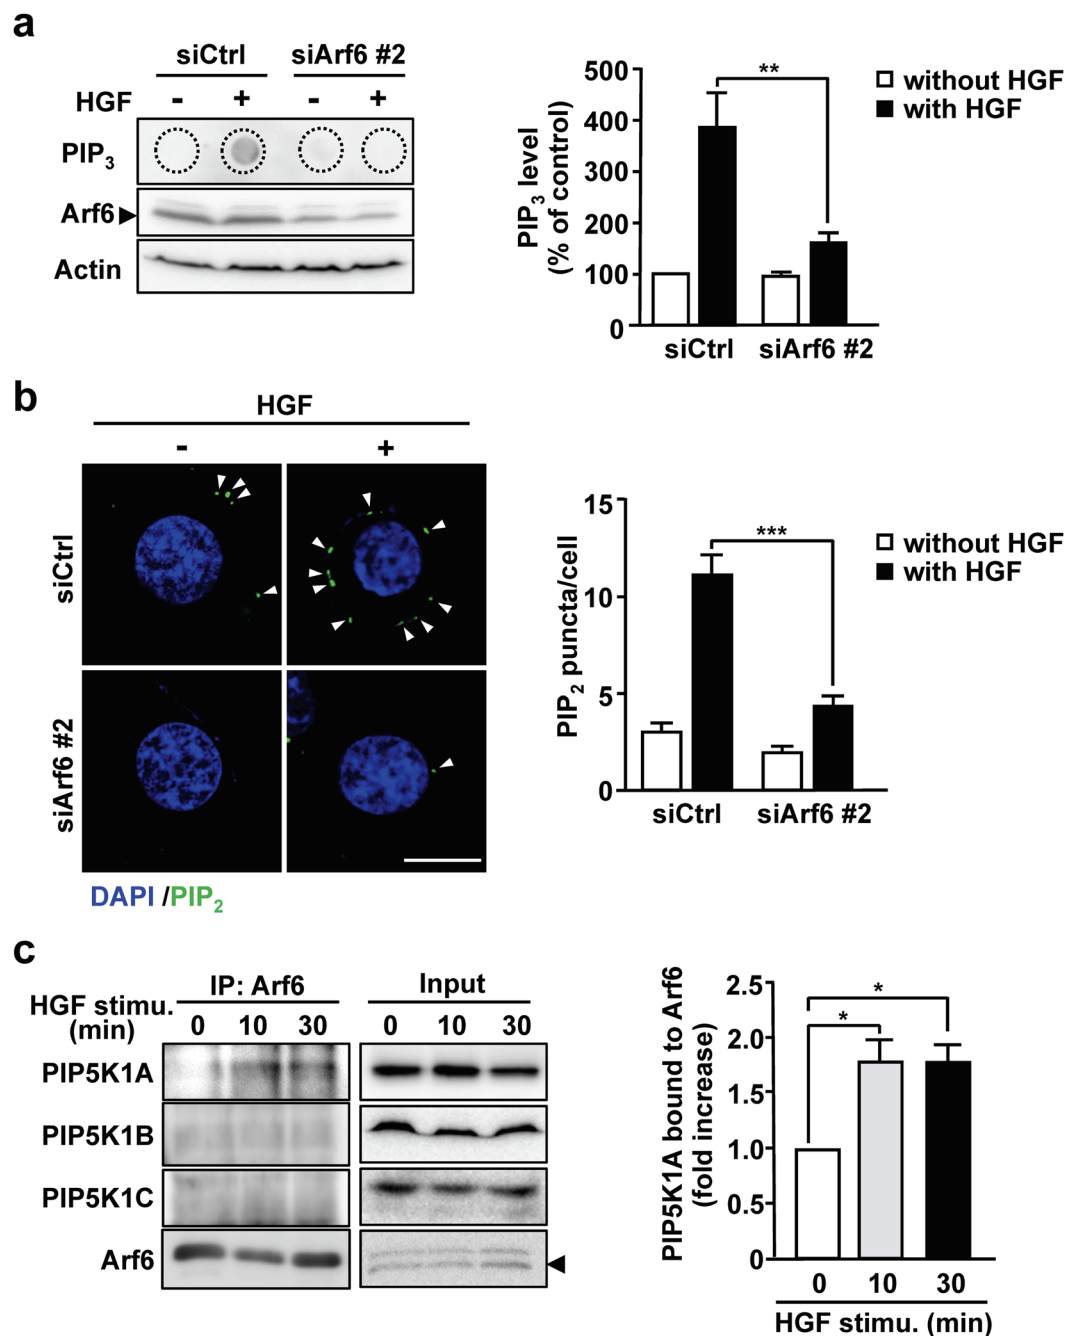 a
siCtrl siArf6 #2
HGF - + - +
PIP3
Arf6
Actin
PIP3 level
(% of control)
500
400
300
200
100
0
**
siCtrl siArf6 #2
without HGF
with HGF
b
HGF
- +
siCtrl
siArf6 #2
DAPI /PIP2
PIP2 puncta/cell
15
10
5
0
***
siCtrl siArf6 #2
without HGF
with HGF
c
IP: Arf6 Input
HGF stimu.
(min) 0 10 30 0 10 30
PIP5K1A
PIP5K1B
PIP5K1C
Arf6
PIP5K1A bound to Arf6
(fold increase)
2.5
2.0
1.5
1.0
0.5
0
*
*
0 10 30
HGF stimu. (min)